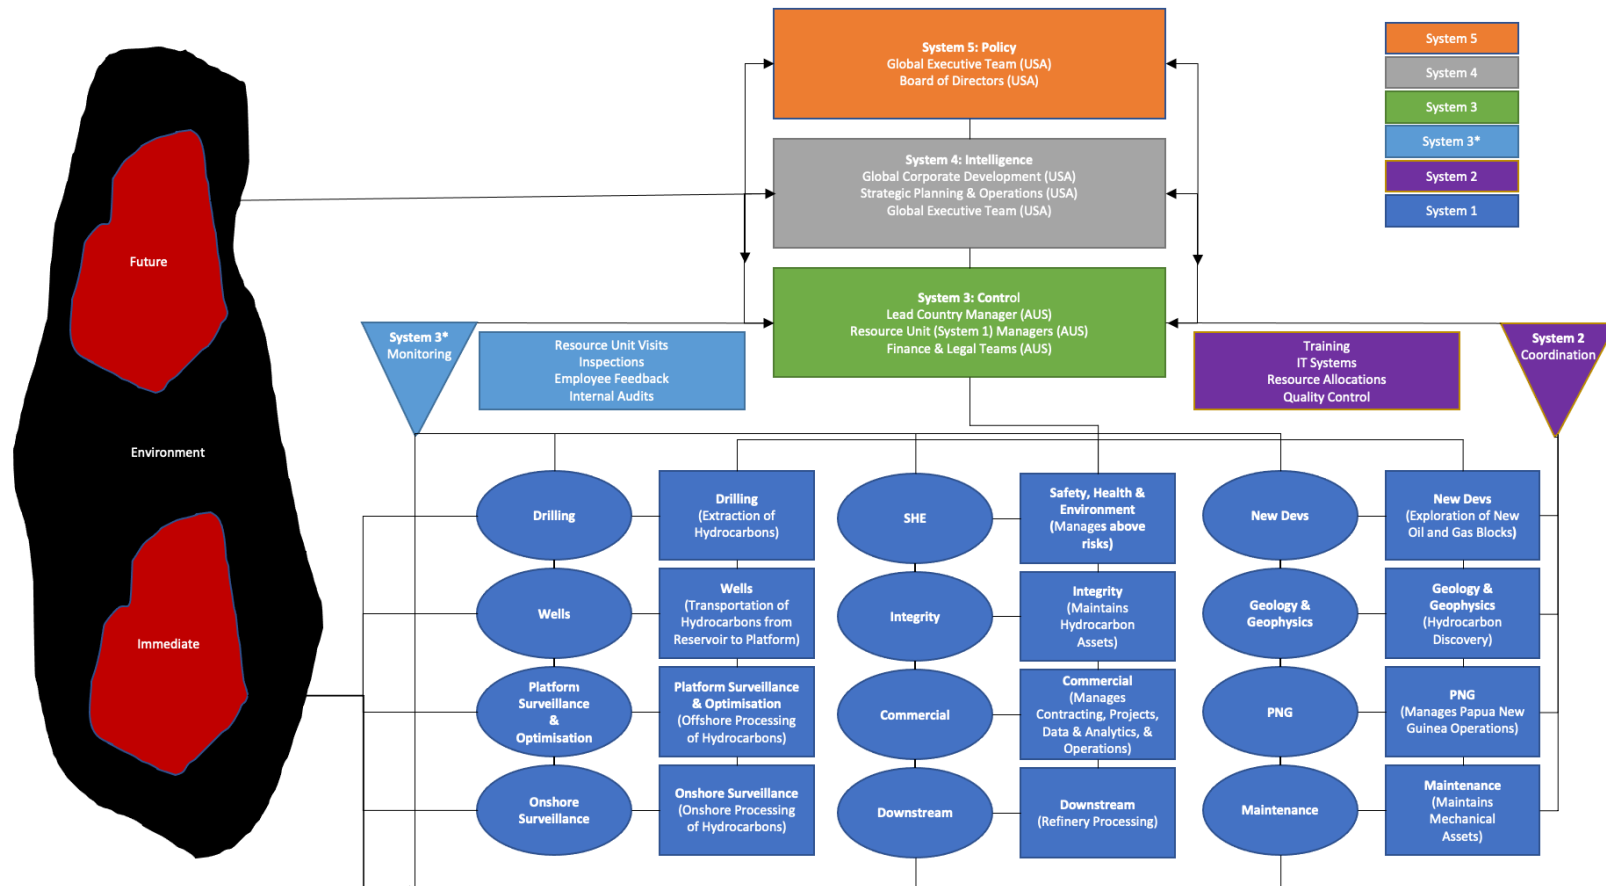 System 5: Policy
Global Executive Team (USA)
Board of Directors (USA)
System 5
System 4
System 3
System 3*
System 2
System 1
System 4: Intelligence
Global Corporate Development (USA)
Strategic Planning & Operations (USA)
Global Executive Team (USA)
Future
System 3: Control
Lead Country Manager (AUS)
Resource Unit (System 1) Managers (AUS)
Finance & Legal Teams (AUS)
System 3*
Monitoring
Resource Unit Visits
Inspections
Employee Feedback
Internal Audits
Training
IT Systems
Resource Allocations
Quality Control
System 2
Coordination
Environment
Immediate
Drilling
Drilling
(Extraction of
Hydrocarbons)
SHE
Safety, Health &
Environment
(Manages above
risks)
New Devs
New Devs
(Exploration of New
Oil and Gas Blocks)
Wells
Wells
(Transportation of
Hydrocarbons from
Reservoir to Platform)
Integrity
Integrity
(Maintains
Hydrocarbon
Assets)
Geology &
Geophysics
Geology &
Geophysics
(Hydrocarbon
Discovery)
Platform
Surveillance
&
Optimisation
Platform Surveillance
& Optimisation
(Offshore Processing
of Hydrocarbons)
Commercial
Commercial
(Manages
Contracting, Projects,
Data & Analytics, &
Operations)
PNG
PNG
(Manages Papua New
Guinea Operations)
Onshore
Surveillance
Onshore Surveillance
(Onshore Processing
of Hydrocarbons)
Downstream
Downstream
(Refinery Processing)
Maintenance
Maintenance
(Maintains
Mechanical
Assets)